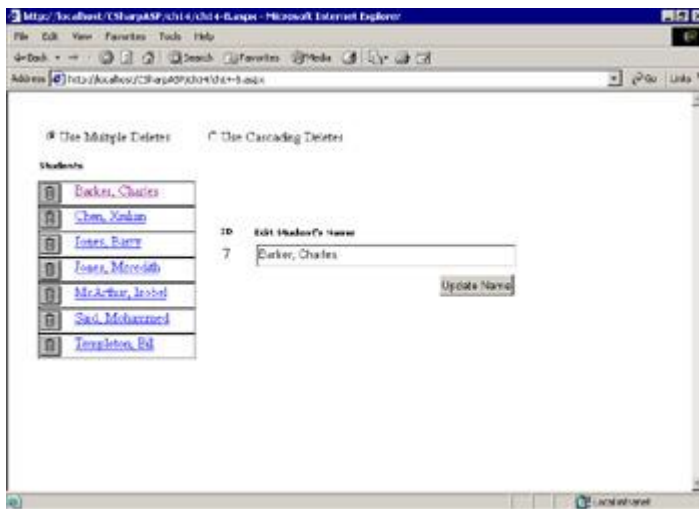 http://localhost/CSharpASP/ch14/ch14-8.aspx - Microsoft Internet Explorer
File Edit View Favorites Tools Help
Back Search Favorites Media
Address http://localhost/CSharpASP/ch14/ch14-8.aspx Go Links
Use Multiple Deletes Use Cascading Deletes
Students
Barker, Charles
Chen, Xinkan
Jones, Barry
Jones, Meredith
McArthur, Isobel
Said, Mohammed
Templeton, Bill
ID Edit Student's Name
7 Barker, Charles
Update Name
Local intranet